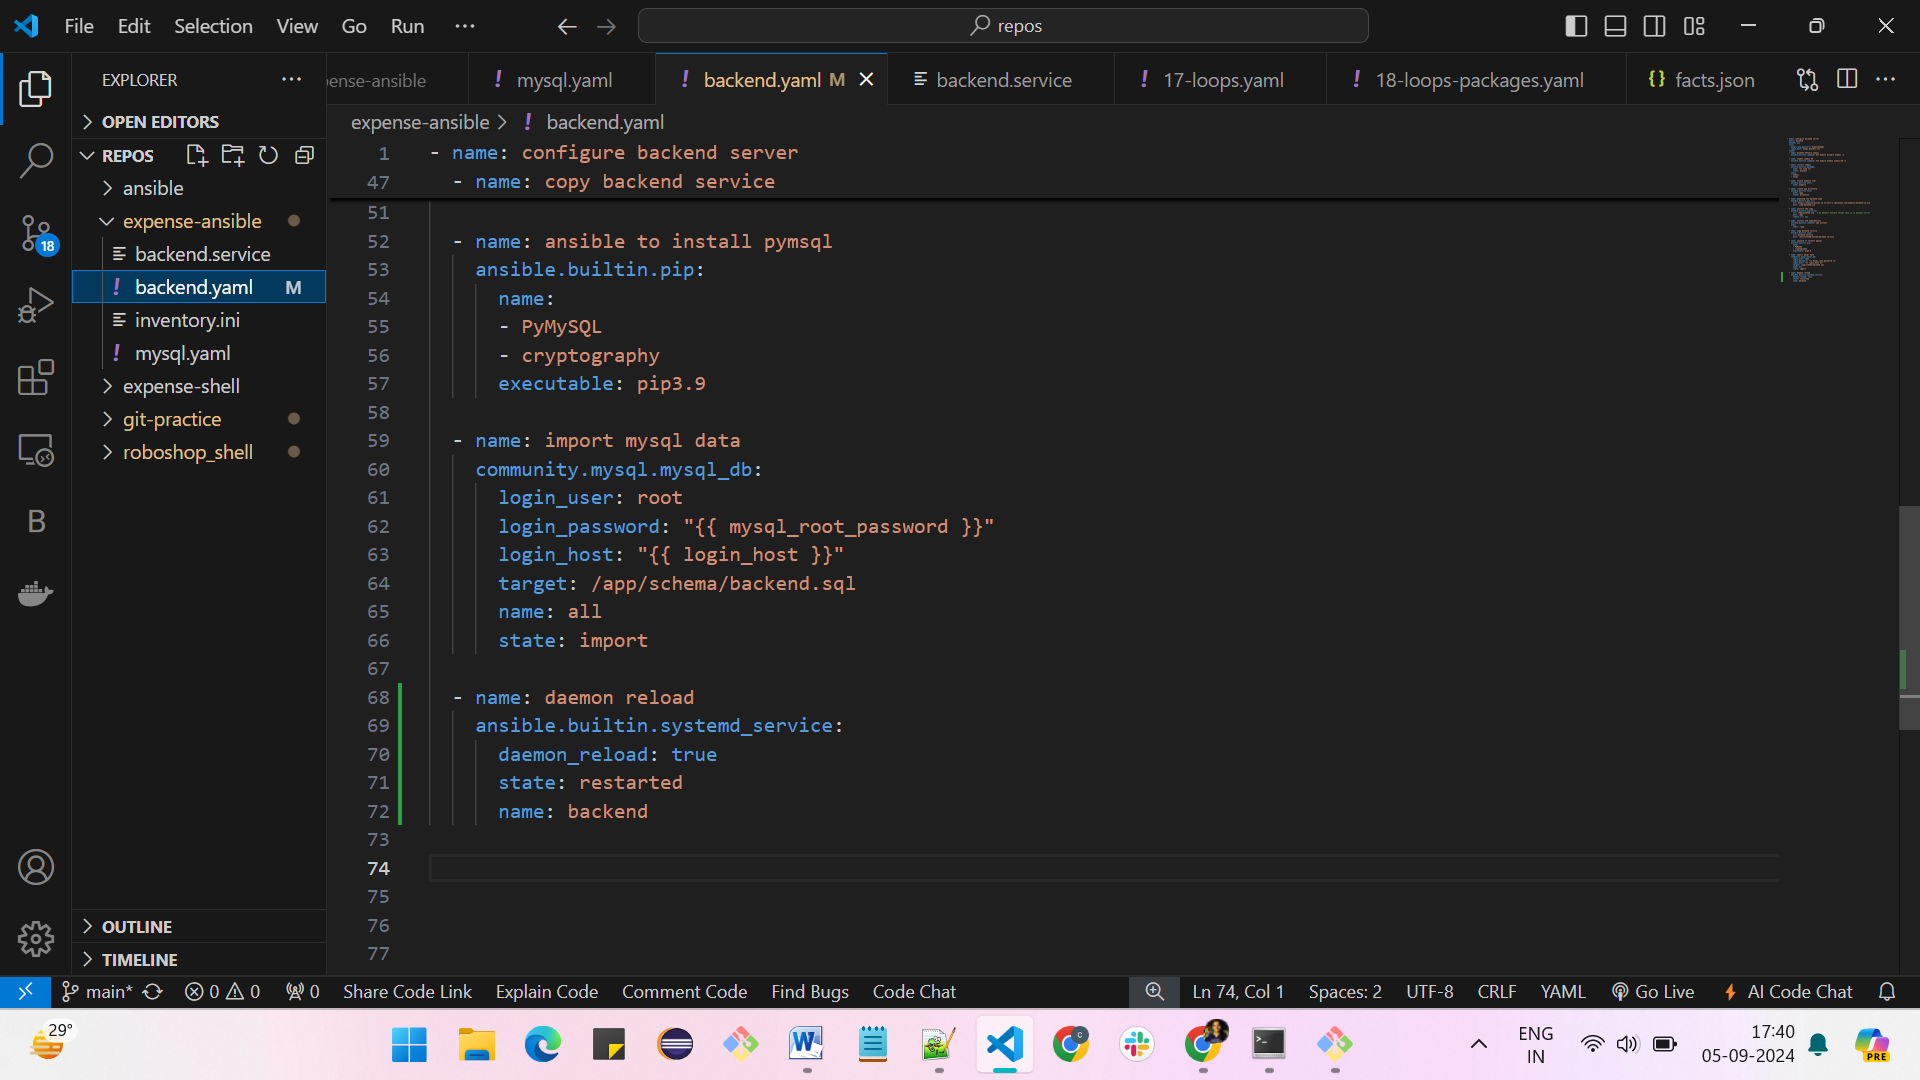 File Edit Selection View Go Run ···
repos
EXPLORER ···
OPEN EDITORS
REPOS
ansible
expense-ansible
backend.service
backend.yaml M
inventory.ini
mysql.yaml
expense-shell
git-practice
roboshop_shell
18
B
OUTLINE
TIMELINE
ense-ansible ! mysql.yaml ! backend.yaml M backend.service ! 17-loops.yaml ! 18-loops-packages.yaml {} facts.json ···
expense-ansible > ! backend.yaml
1 - name: configure backend server
47 - name: copy backend service
51
52 - name: ansible to install pymsql
53 ansible.builtin.pip:
54 name:
55 - PyMySQL
56 - cryptography
57 executable: pip3.9
58
59 - name: import mysql data
60 community.mysql.mysql_db:
61 login_user: root
62 login_password: "{{ mysql_root_password }}"
63 login_host: "{{ login_host }}"
64 target: /app/schema/backend.sql
65 name: all
66 state: import
67
68 - name: daemon reload
69 ansible.builtin.systemd_service:
70 daemon_reload: true
71 state: restarted
72 name: backend
73
74
75
76
77
main* 0 0 0 Share Code Link Explain Code Comment Code Find Bugs Code Chat Ln 74, Col 1 Spaces: 2 UTF-8 CRLF YAML Go Live AI Code Chat
29°
ENG
IN
17:40
05-09-2024
PRE